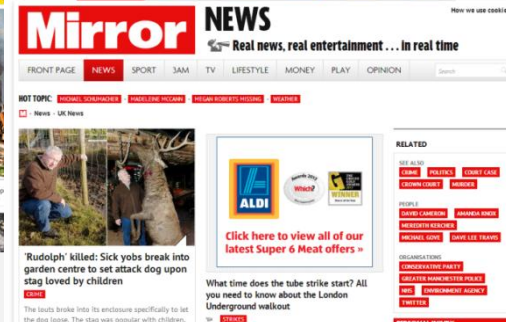 Mirror
NEWS
How we use cookie
Real news, real entertainment ... in real time
FRONT PAGE
NEWS
SPORT
3AM
TV
LIFESTYLE
MONEY
PLAY
OPINION
Search
HOT TOPIC:
MICHAEL SCHUMACHER
MADELEINE MCCANN
MEGAN ROBERTS MISSING
WEATHER
News
UK News
ALDI
Awards 2012
Which?
WINNER
Click here to view all of our
latest Super 6 Meat offers »
'Rudolph' killed: Sick yobs break into
garden centre to set attack dog upon
stag loved by children
CRIME
The louts broke into its enclosure specifically to let
the dog loose. The stag was popular with children,
What time does the tube strike start? All
you need to know about the London
Underground walkout
STRIKES
RELATED
SEE ALSO
CRIME
POLITICS
COURT CASE
CROWN COURT
MURDER
PEOPLE
DAVID CAMERON
AMANDA KNOX
MEREDITH KERCHER
MICHAEL GOVE
DAVE LEE TRAVIS
ORGANISATIONS
CONSERVATIVE PARTY
GREATER MANCHESTER POLICE
NHS
ENVIRONMENT AGENCY
TWITTER